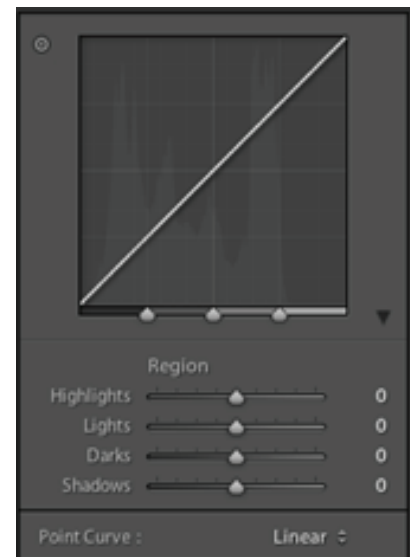 Region
Highlights 0
Lights 0
Darks 0
Shadows 0
Point Curve : Linear